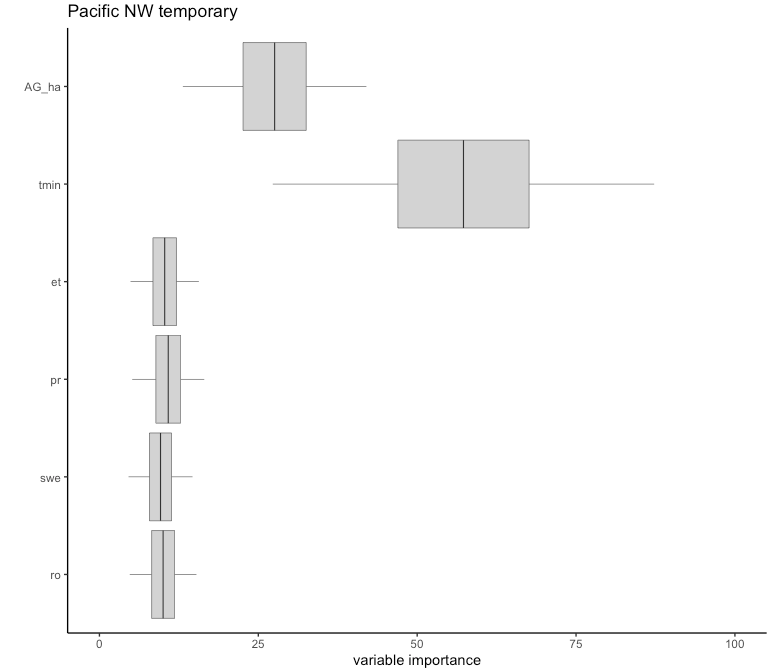 Pacific NW temporary
AG_ha
tmin
et
pr
swe
ro
0 25 50 75 100
variable importance